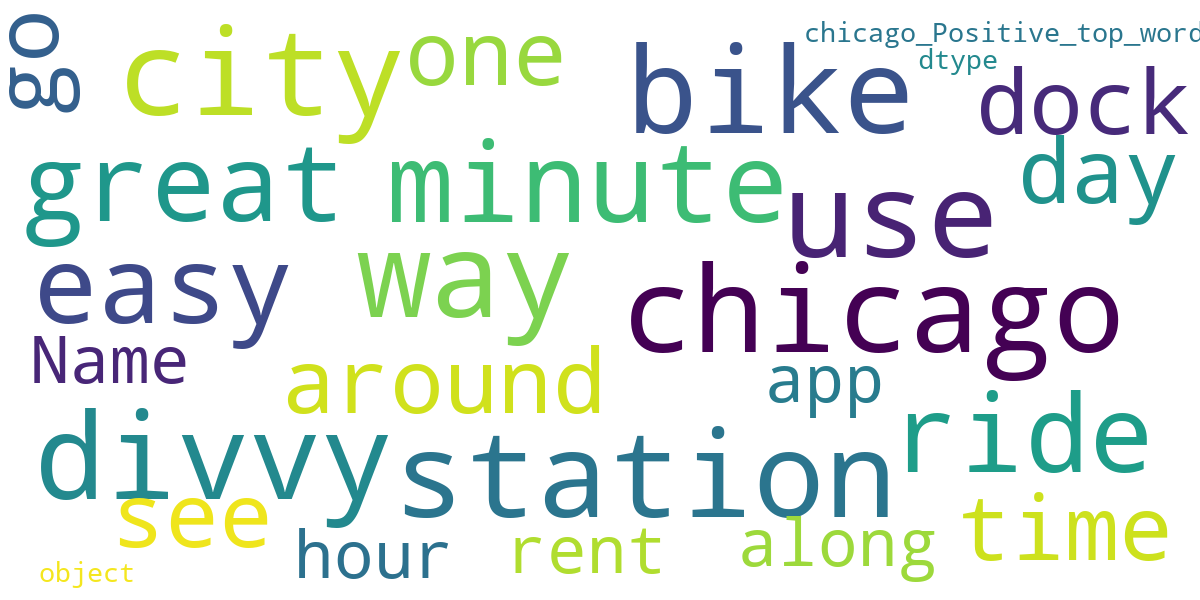 go
city
one
bike
chicago_Positive_top_word
dtype
dock
great
minute
use
day
easy
way
chicago
Name
around
app
ride
divvy
station
see
hour
rent
along
time
object